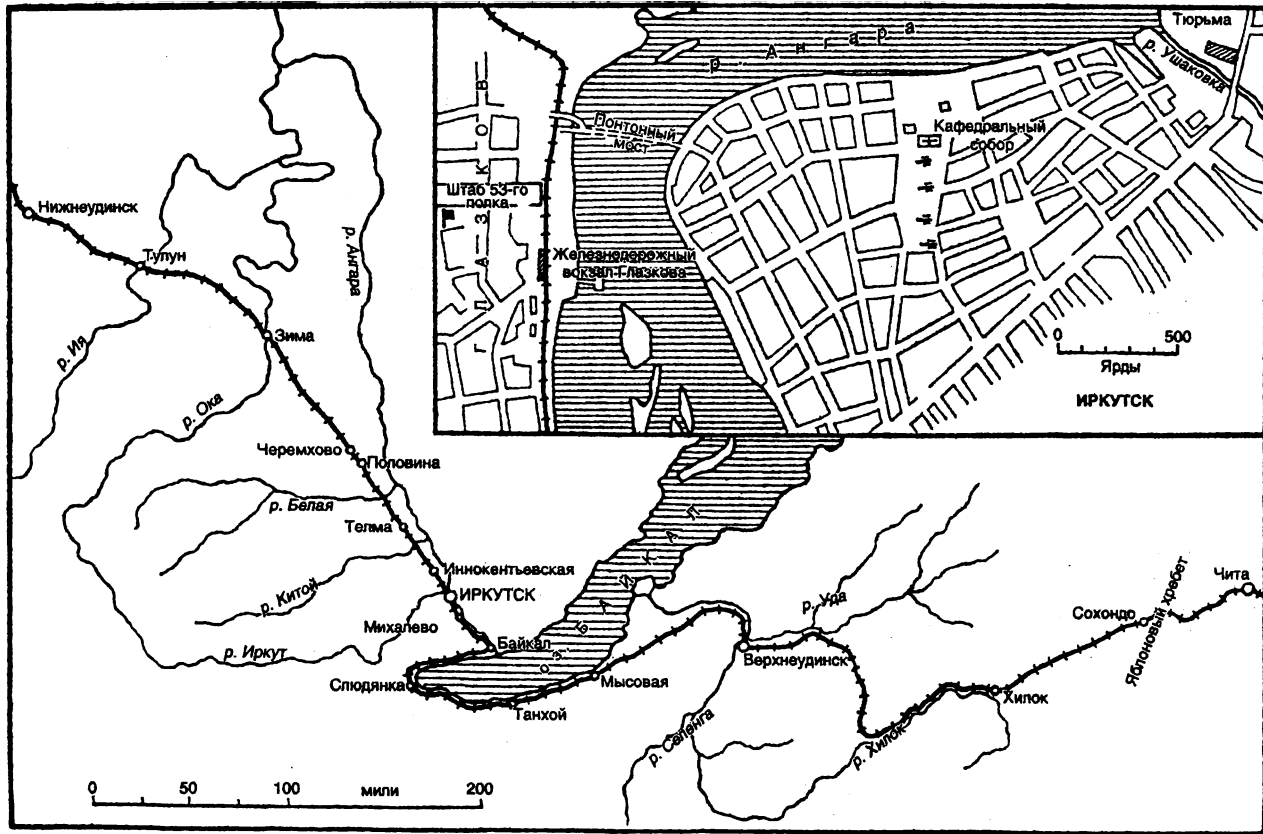 Тюрьма
р. Ангара
р. Ушаковка
ГЛАЗКОВ
Понтонный
мост
Кафедральный
собор
Штаб 53-го
полка
Железнодорожный
вокзал Глазкова
0 500
Ярды
ИРКУТСК
Нижнеудинск
Тулун
р. Ангара
Зима
р. Ия
р. Ока
Черемхово
Половина
р. Белая
Телма
Иннокентьевская
р. Китой
ИРКУТСК
Михалево
р. Иркут
Байкал
Слюдянка
оз. БАЙКАЛ
Танхой
Мысовая
р. Уда
Верхнеудинск
р. Селенга
р. Хилок
Хилок
Сохондо
Яблоновый хребет
Чита
0 100 мили 200